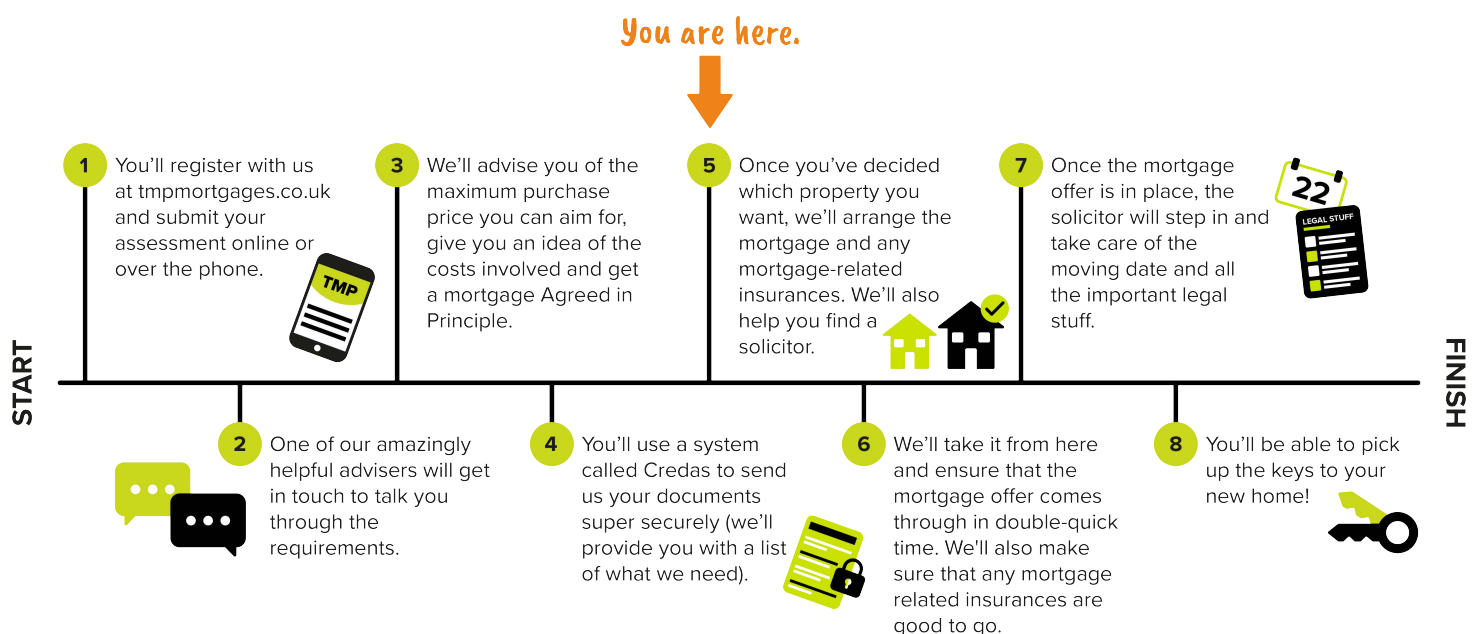 You are here.
START
1
You'll register with us
at tmpmortgages.co.uk
and submit your
assessment online or
over the phone.
TMP
2
One of our amazingly
helpful advisers will get
in touch to talk you
through the
requirements.
3
We'll advise you of the
maximum purchase
price you can aim for,
give you an idea of the
costs involved and get
a mortgage Agreed in
Principle.
4
You'll use a system
called Credas to send
us your documents
super securely (we'll
provide you with a list
of what we need).
5
Once you've decided
which property you
want, we'll arrange the
mortgage and any
mortgage-related
insurances. We'll also
help you find a
solicitor.
6
We'll take it from here
and ensure that the
mortgage offer comes
through in double-quick
time. We'll also make
sure that any mortgage
related insurances are
good to go.
7
Once the mortgage
offer is in place, the
solicitor will step in and
take care of the
moving date and all
the important legal
stuff.
22
LEGAL STUFF
8
You'll be able to pick
up the keys to your
new home!
FINISH